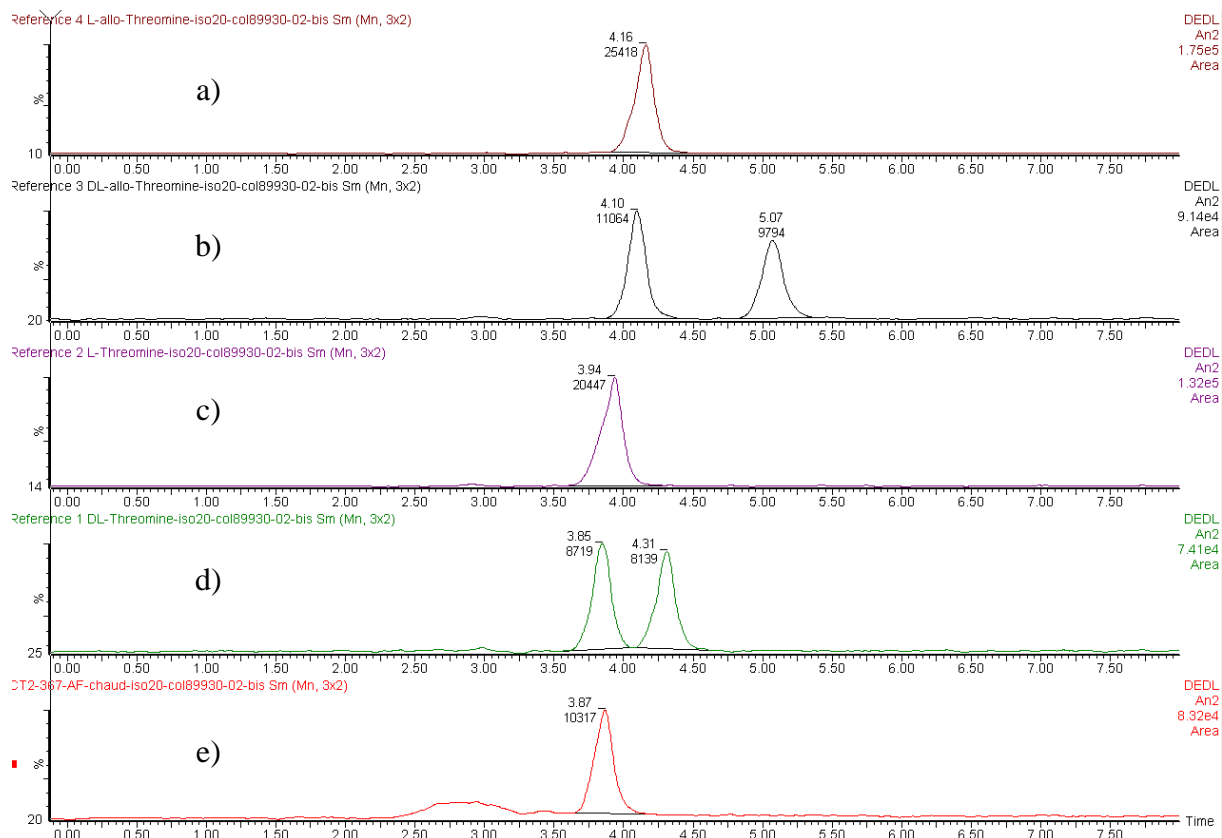 Reference 4 L-allo-Threomine-iso20-col89930-02-bis Sm (Mn, 3x2)
DEDL
An2
1.75e5
Area
4.16
25418
a)
%
10
0.00 0.50 1.00 1.50 2.00 2.50 3.00 3.50 4.00 4.50 5.00 5.50 6.00 6.50 7.00 7.50
Reference 3 DL-allo-Threomine-iso20-col89930-02-bis Sm (Mn, 3x2)
DEDL
An2
9.14e4
Area
4.10
11064
5.07
9794
b)
%
20
0.00 0.50 1.00 1.50 2.00 2.50 3.00 3.50 4.00 4.50 5.00 5.50 6.00 6.50 7.00 7.50
Reference 2 L-Threomine-iso20-col89930-02-bis Sm (Mn, 3x2)
DEDL
An2
1.32e5
Area
3.94
20447
c)
%
14
0.00 0.50 1.00 1.50 2.00 2.50 3.00 3.50 4.00 4.50 5.00 5.50 6.00 6.50 7.00 7.50
Reference 1 DL-Threomine-iso20-col89930-02-bis Sm (Mn, 3x2)
DEDL
An2
7.41e4
Area
3.85
8719
4.31
8139
d)
%
25
0.00 0.50 1.00 1.50 2.00 2.50 3.00 3.50 4.00 4.50 5.00 5.50 6.00 6.50 7.00 7.50
CT2-367-AF-chaud-iso20-col89930-02-bis Sm (Mn, 3x2)
DEDL
An2
8.32e4
Area
3.87
10317
e)
%
20
0.00 0.50 1.00 1.50 2.00 2.50 3.00 3.50 4.00 4.50 5.00 5.50 6.00 6.50 7.00 7.50 Time